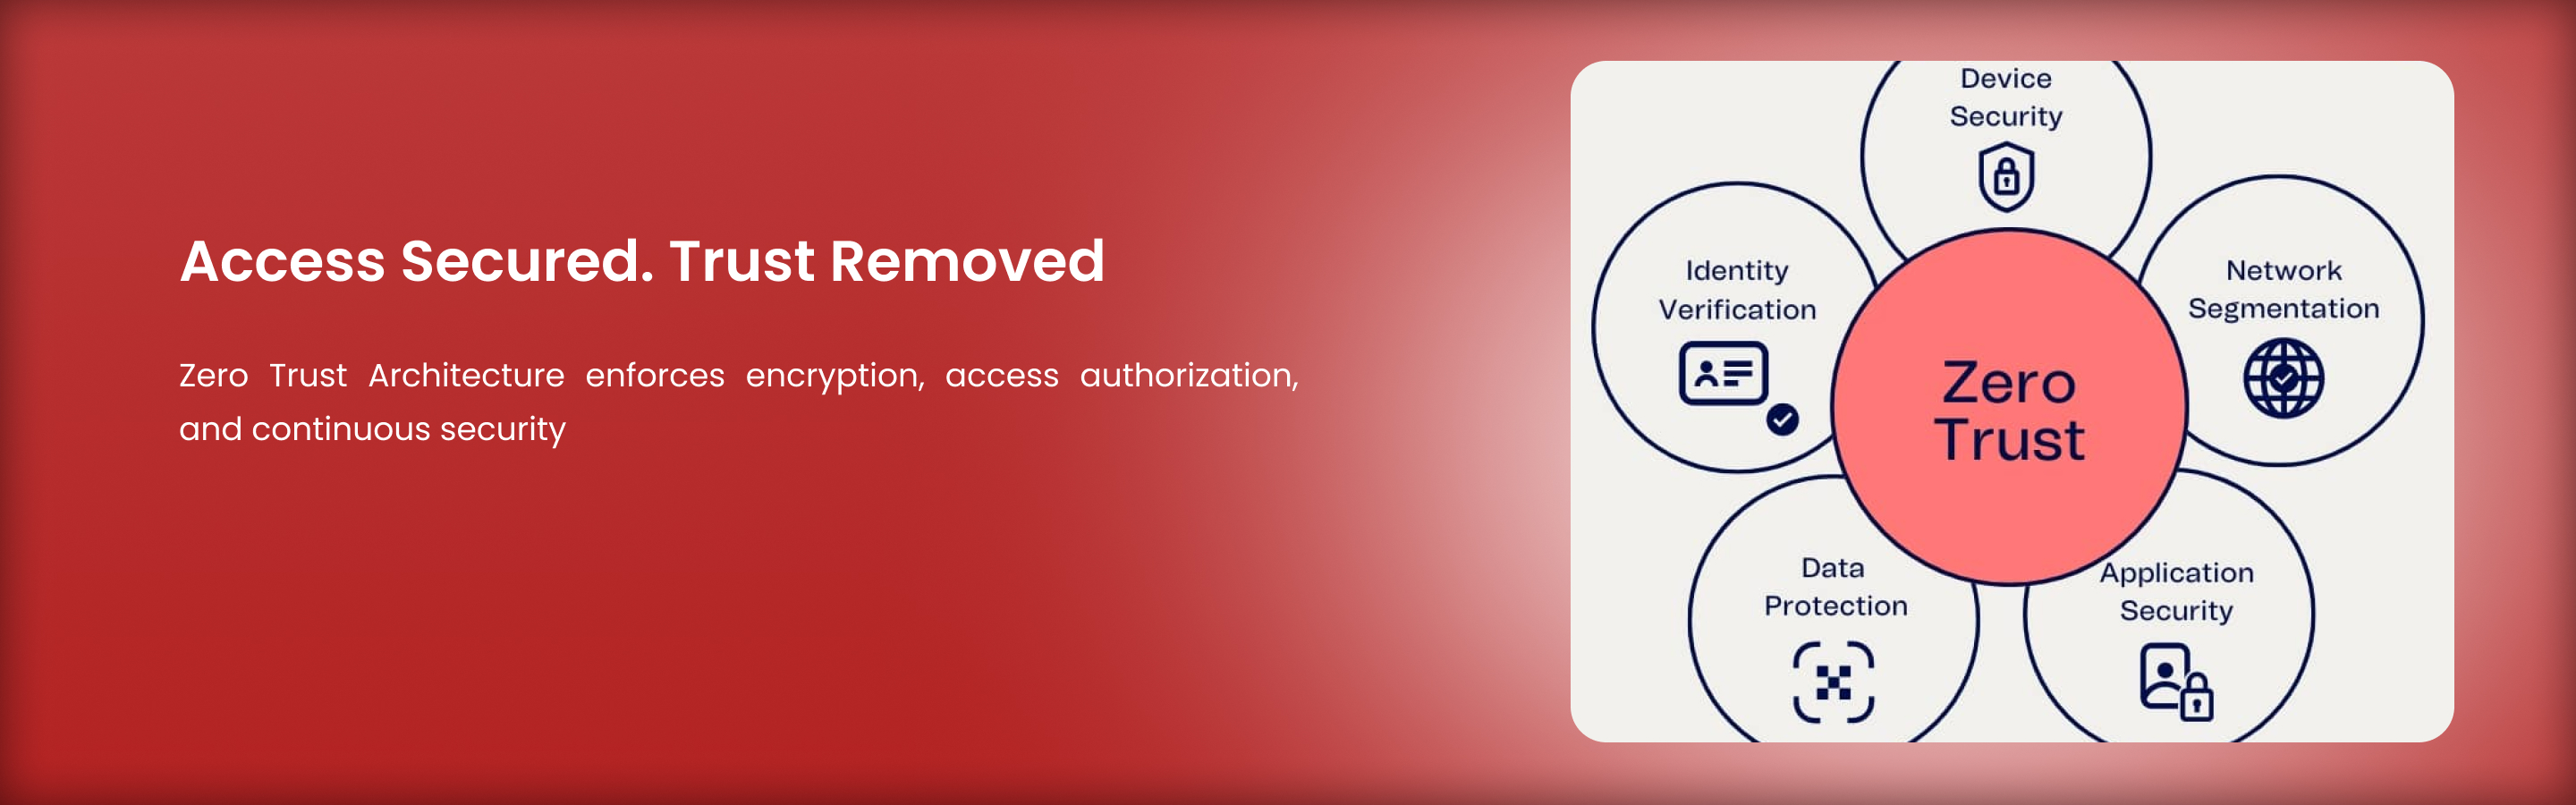 Access Secured. Trust Removed
Zero Trust Architecture enforces encryption, access authorization,
and continuous security
Device
Security
Identity
Verification
Network
Segmentation
Zero
Trust
Data
Protection
Application
Security